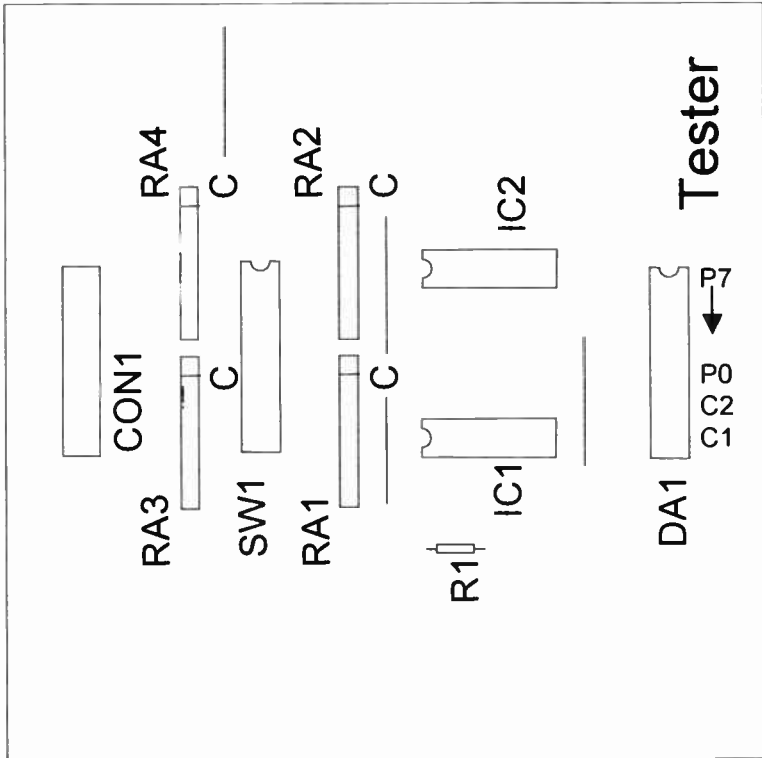 RA4
C
RA2
C
IC2
Tester
CON1
RA3
C
SW1
RA1
C
IC1
R1
DA1
P7
P0
C2
C1